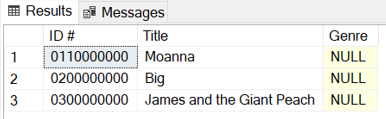 Results Messages
ID # Title Genre
1 0110000000 Moanna NULL
2 0200000000 Big NULL
3 0300000000 James and the Giant Peach NULL